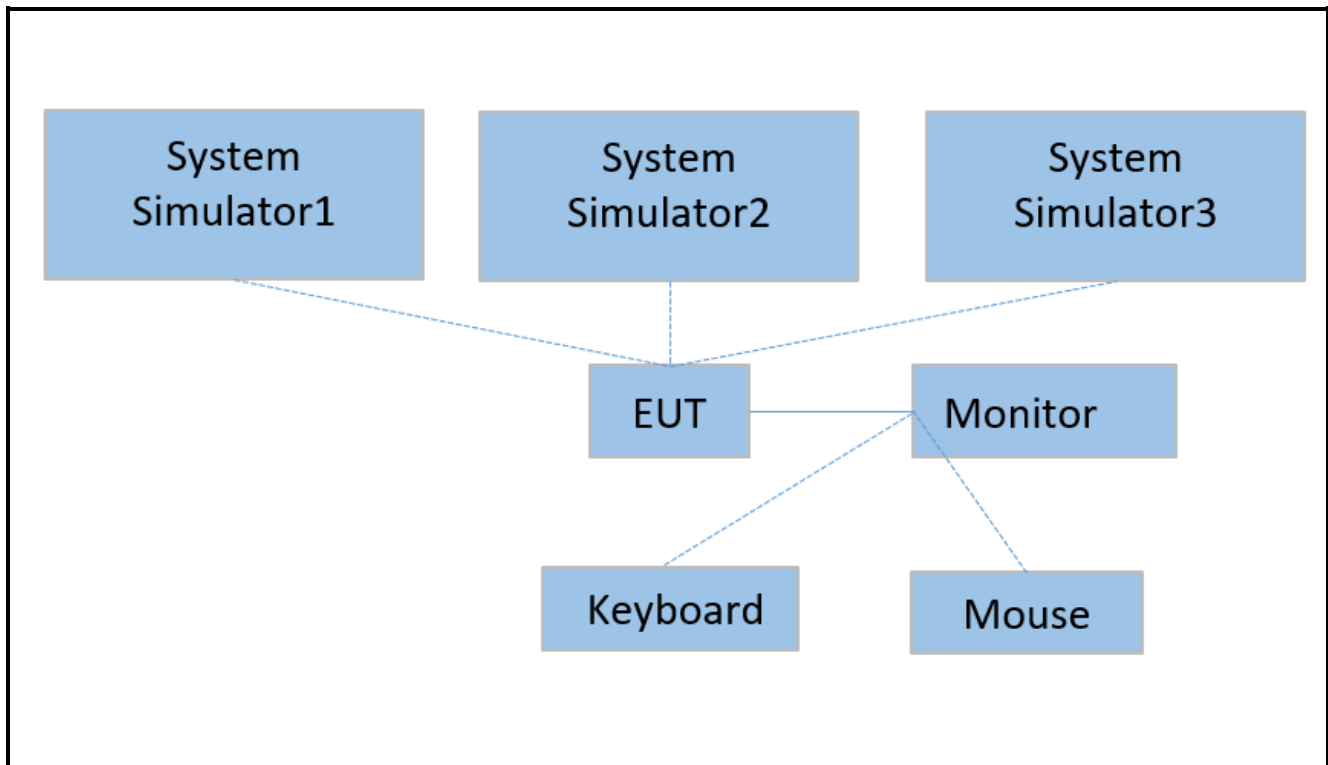 System
Simulator1
System
Simulator2
System
Simulator3
EUT
Monitor
Keyboard
Mouse